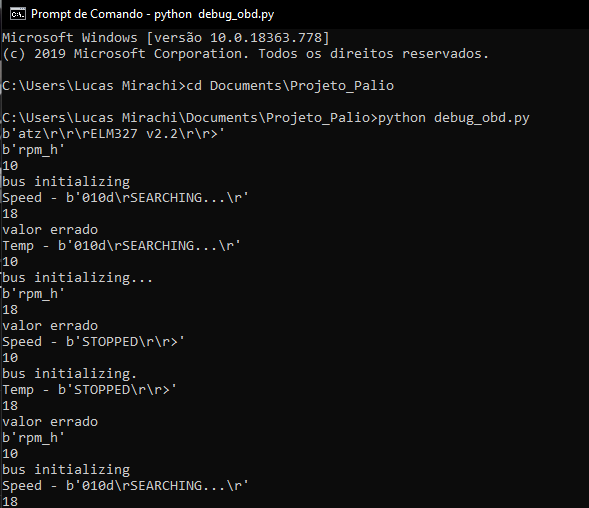 Prompt de Comando - python debug_obd.py
Microsoft Windows [versão 10.0.18363.778]
(c) 2019 Microsoft Corporation. Todos os direitos reservados.
C:\Users\Lucas Mirachi>cd Documents\Projeto_Palio
C:\Users\Lucas Mirachi\Documents\Projeto_Palio>python debug_obd.py
b'atz\r\r\rELM327 v2.2\r\r>'
b'rpm_h'
10
bus initializing
Speed - b'010d\rSEARCHING...\r'
18
valor errado
Temp - b'010d\rSEARCHING...\r'
10
bus initializing...
b'rpm_h'
18
valor errado
Speed - b'STOPPED\r\r>'
10
bus initializing.
Temp - b'STOPPED\r\r>'
18
valor errado
b'rpm_h'
10
bus initializing
Speed - b'010d\rSEARCHING...\r'
18